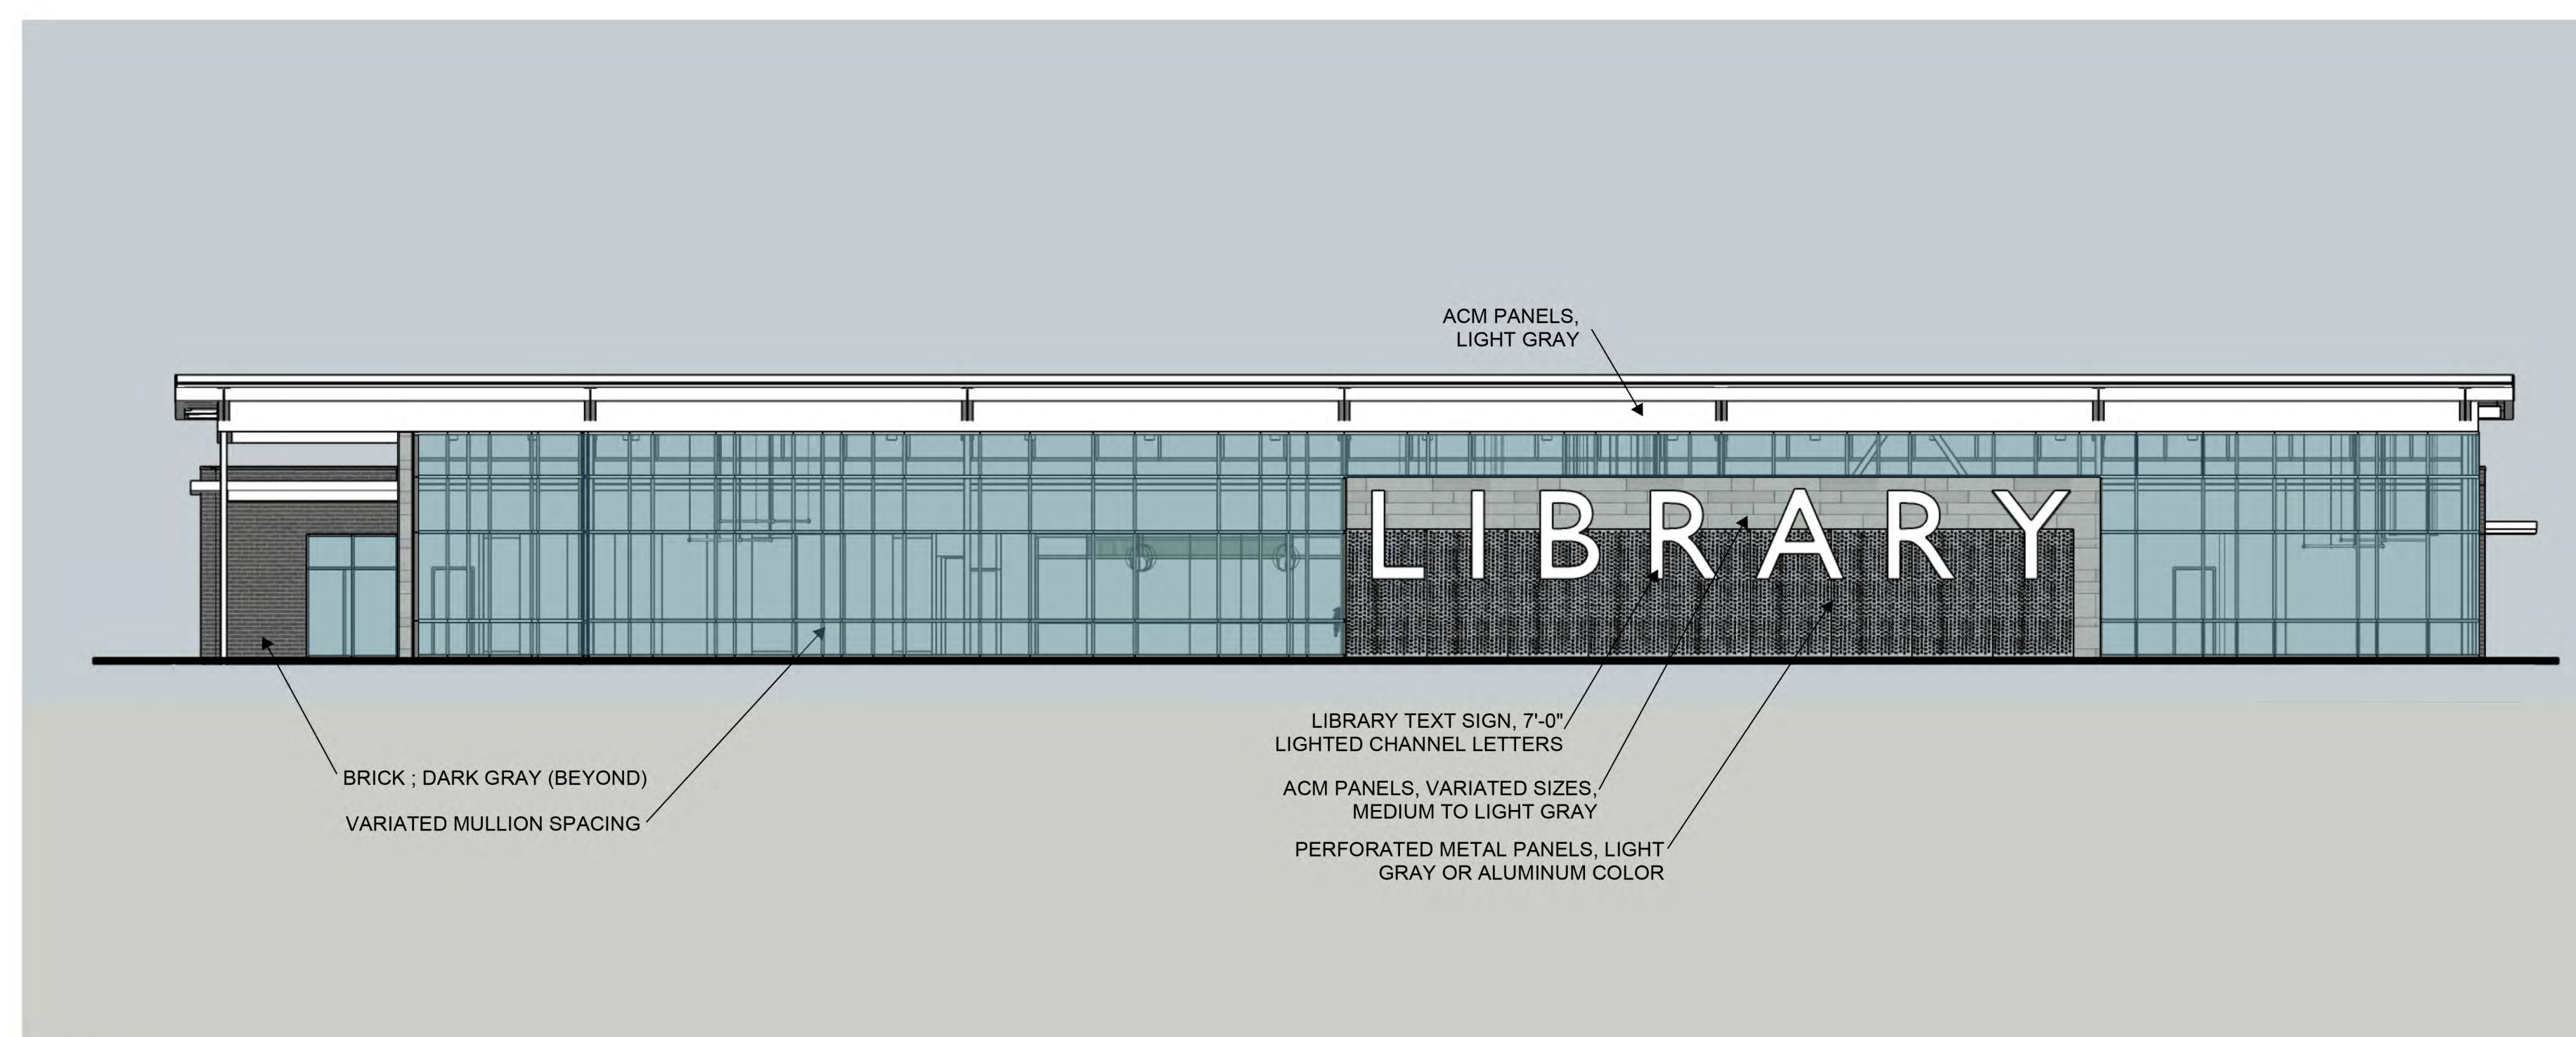 ACM PANELS,
LIGHT GRAY
LIBRARY
LIBRARY TEXT SIGN, 7'-0"
LIGHTED CHANNEL LETTERS
BRICK ; DARK GRAY (BEYOND)
VARIATED MULLION SPACING
ACM PANELS, VARIATED SIZES,
MEDIUM TO LIGHT GRAY
PERFORATED METAL PANELS, LIGHT
GRAY OR ALUMINUM COLOR